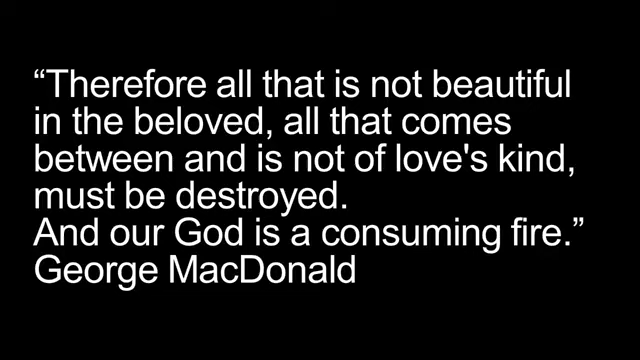 “Therefore all that is not beautiful
in the beloved, all that comes
between and is not of love's kind,
must be destroyed.
And our God is a consuming fire.”
George MacDonald